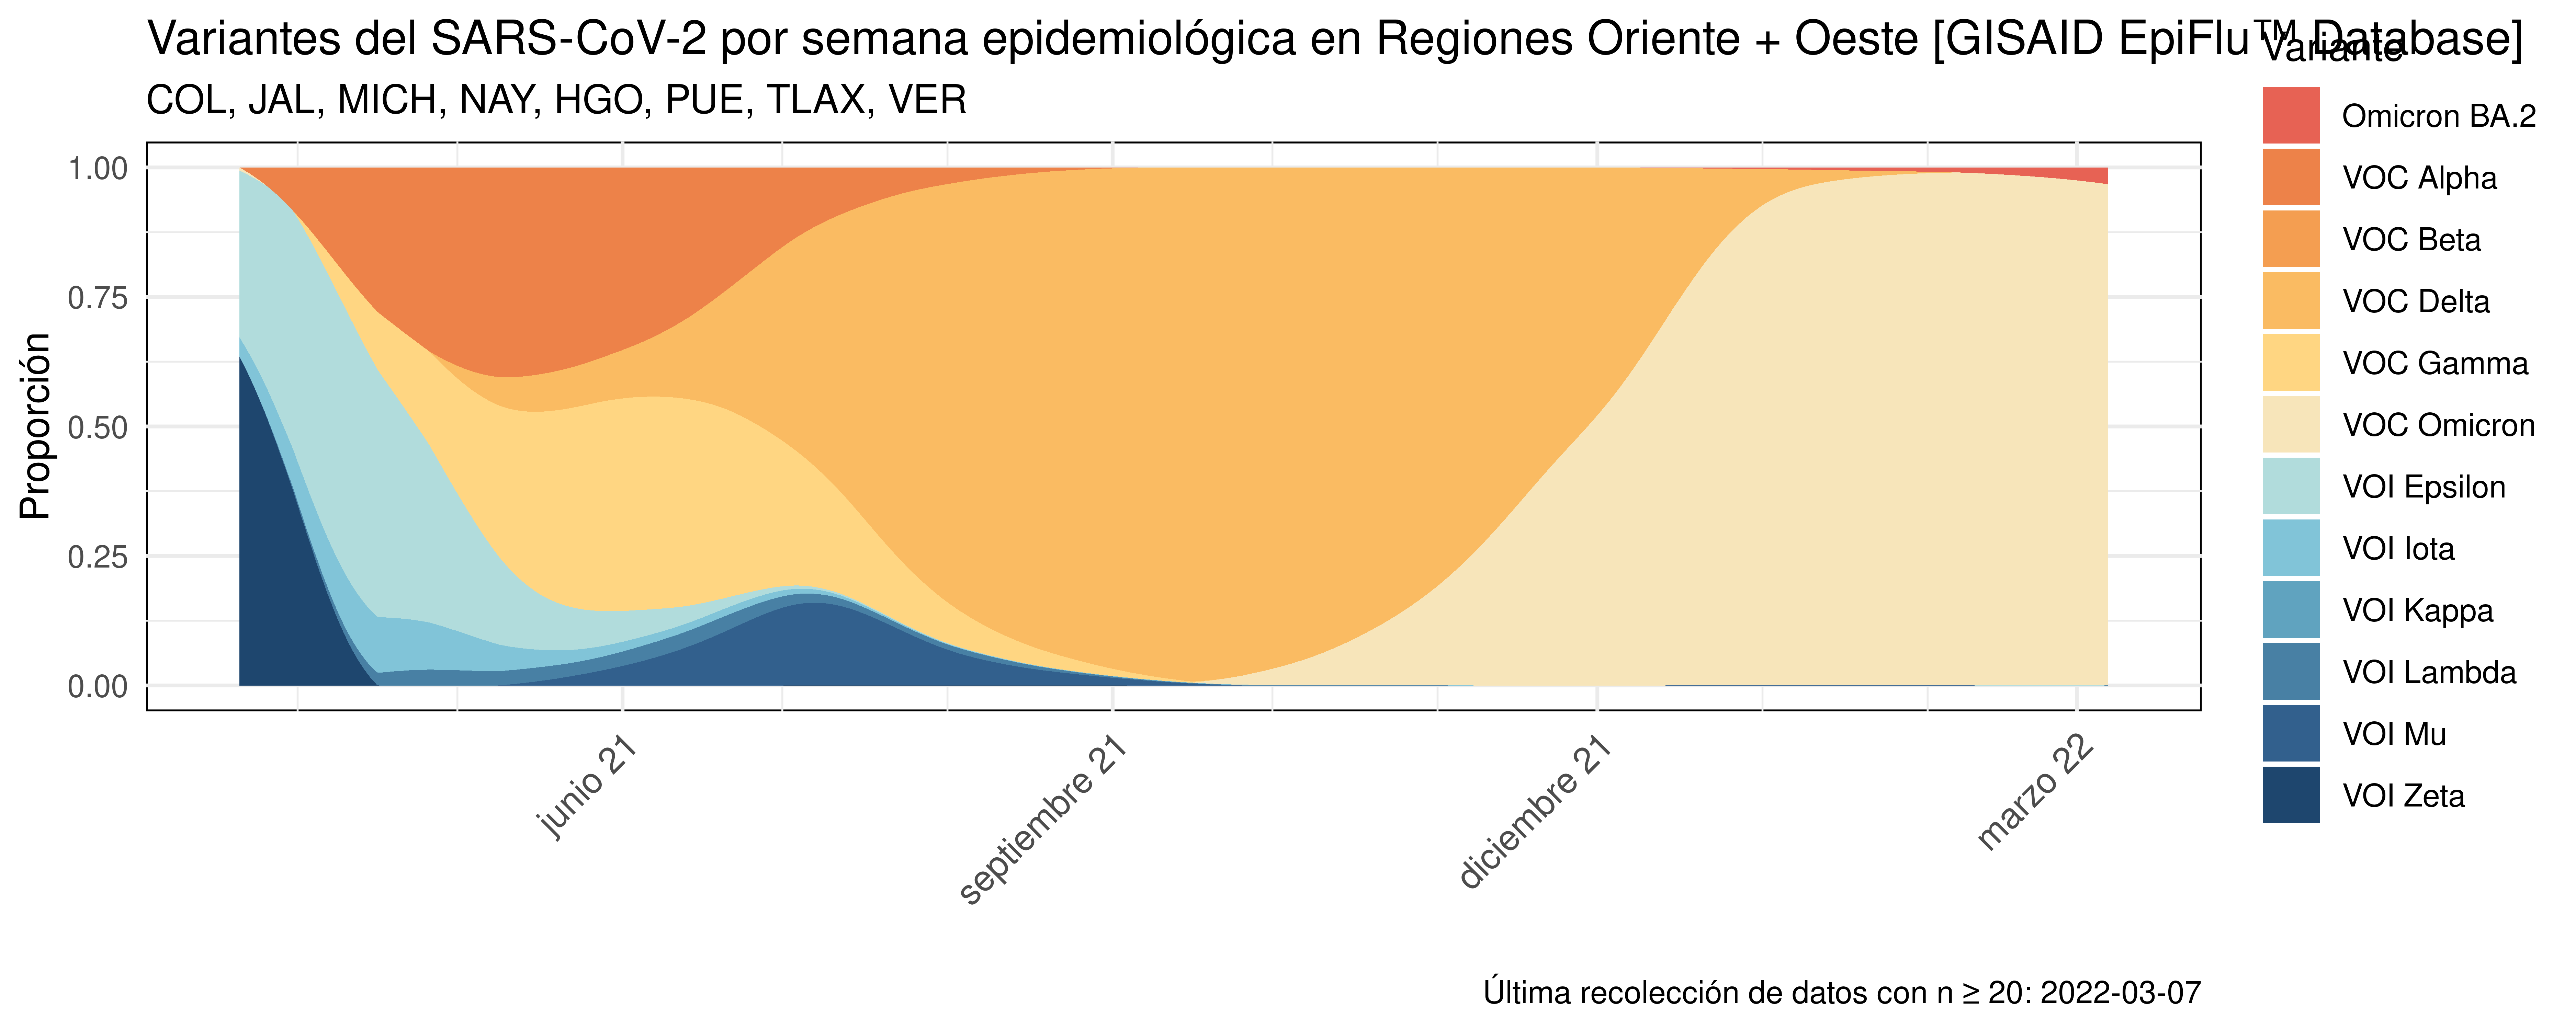 Variantes del SARS-CoV-2 por semana epidemiológica en Regiones Oriente + Oeste [GISAID EpiFlu™ Database]
COL, JAL, MICH, NAY, HGO, PUE, TLAX, VER
Variante
Omicron BA.2
VOC Alpha
VOC Beta
VOC Delta
VOC Gamma
VOC Omicron
VOI Epsilon
VOI Iota
VOI Kappa
VOI Lambda
VOI Mu
VOI Zeta
Proporción
1.00
0.75
0.50
0.25
0.00
junio 21
septiembre 21
diciembre 21
marzo 22
Última recolección de datos con n ≥ 20: 2022-03-07